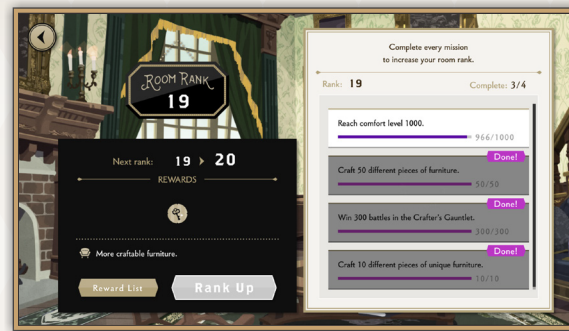 ROOM RANK
19
Next rank: 19 20
REWARDS
More craftable furniture.
Reward List
Rank Up
Complete every mission
to increase your room rank.
Rank: 19 Complete: 3/4
Reach comfort level 1000.
966/1000
Done!
Craft 50 different pieces of furniture.
50/50
Done!
Win 300 battles in the Crafter's Gauntlet.
300/300
Done!
Craft 10 different pieces of unique furniture.
10/10